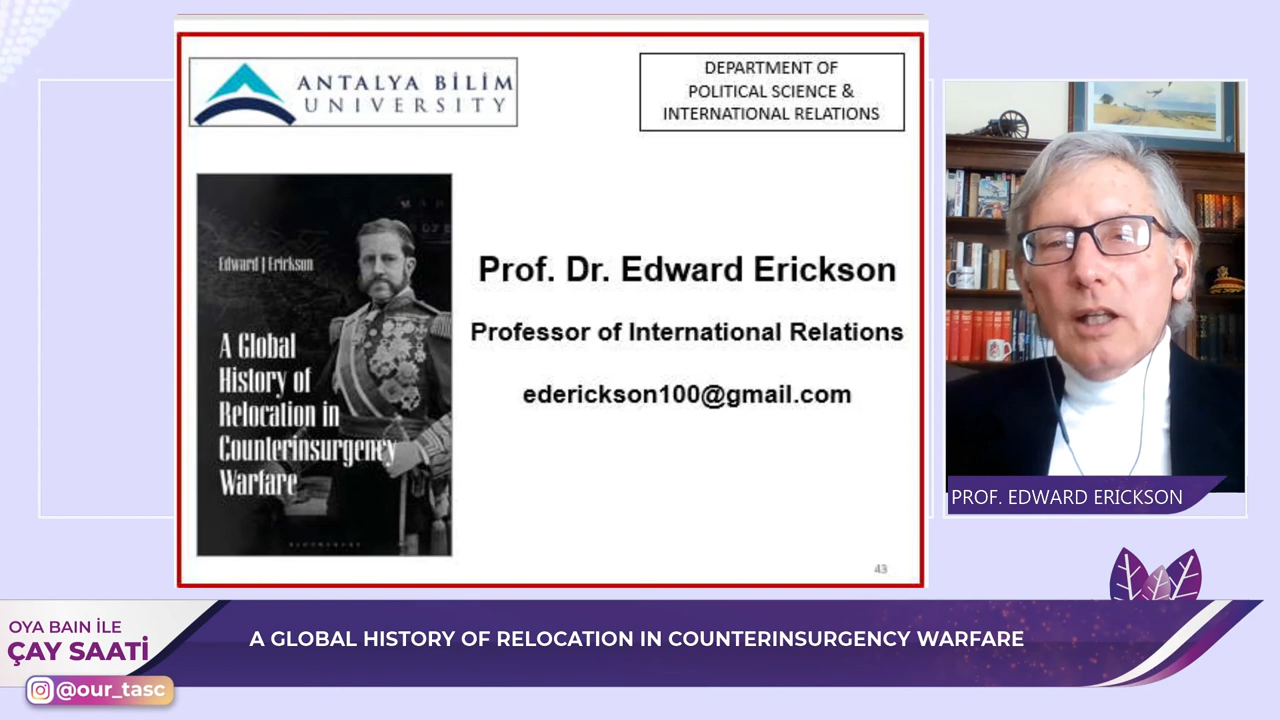 ANTALYA BİLİM
UNIVERSITY
DEPARTMENT OF
POLITICAL SCIENCE &
INTERNATIONAL RELATIONS
Edward J Erickson
A Global
History of
Relocation in
Counterinsurgency
Warfare
BLOOMSBURY
Prof. Dr. Edward Erickson
Professor of International Relations
ederickson100@gmail.com
43
PROF. EDWARD ERICKSON
OYA BAIN İLE
ÇAY SAATİ
@our_tasc
A GLOBAL HISTORY OF RELOCATION IN COUNTERINSURGENCY WARFARE